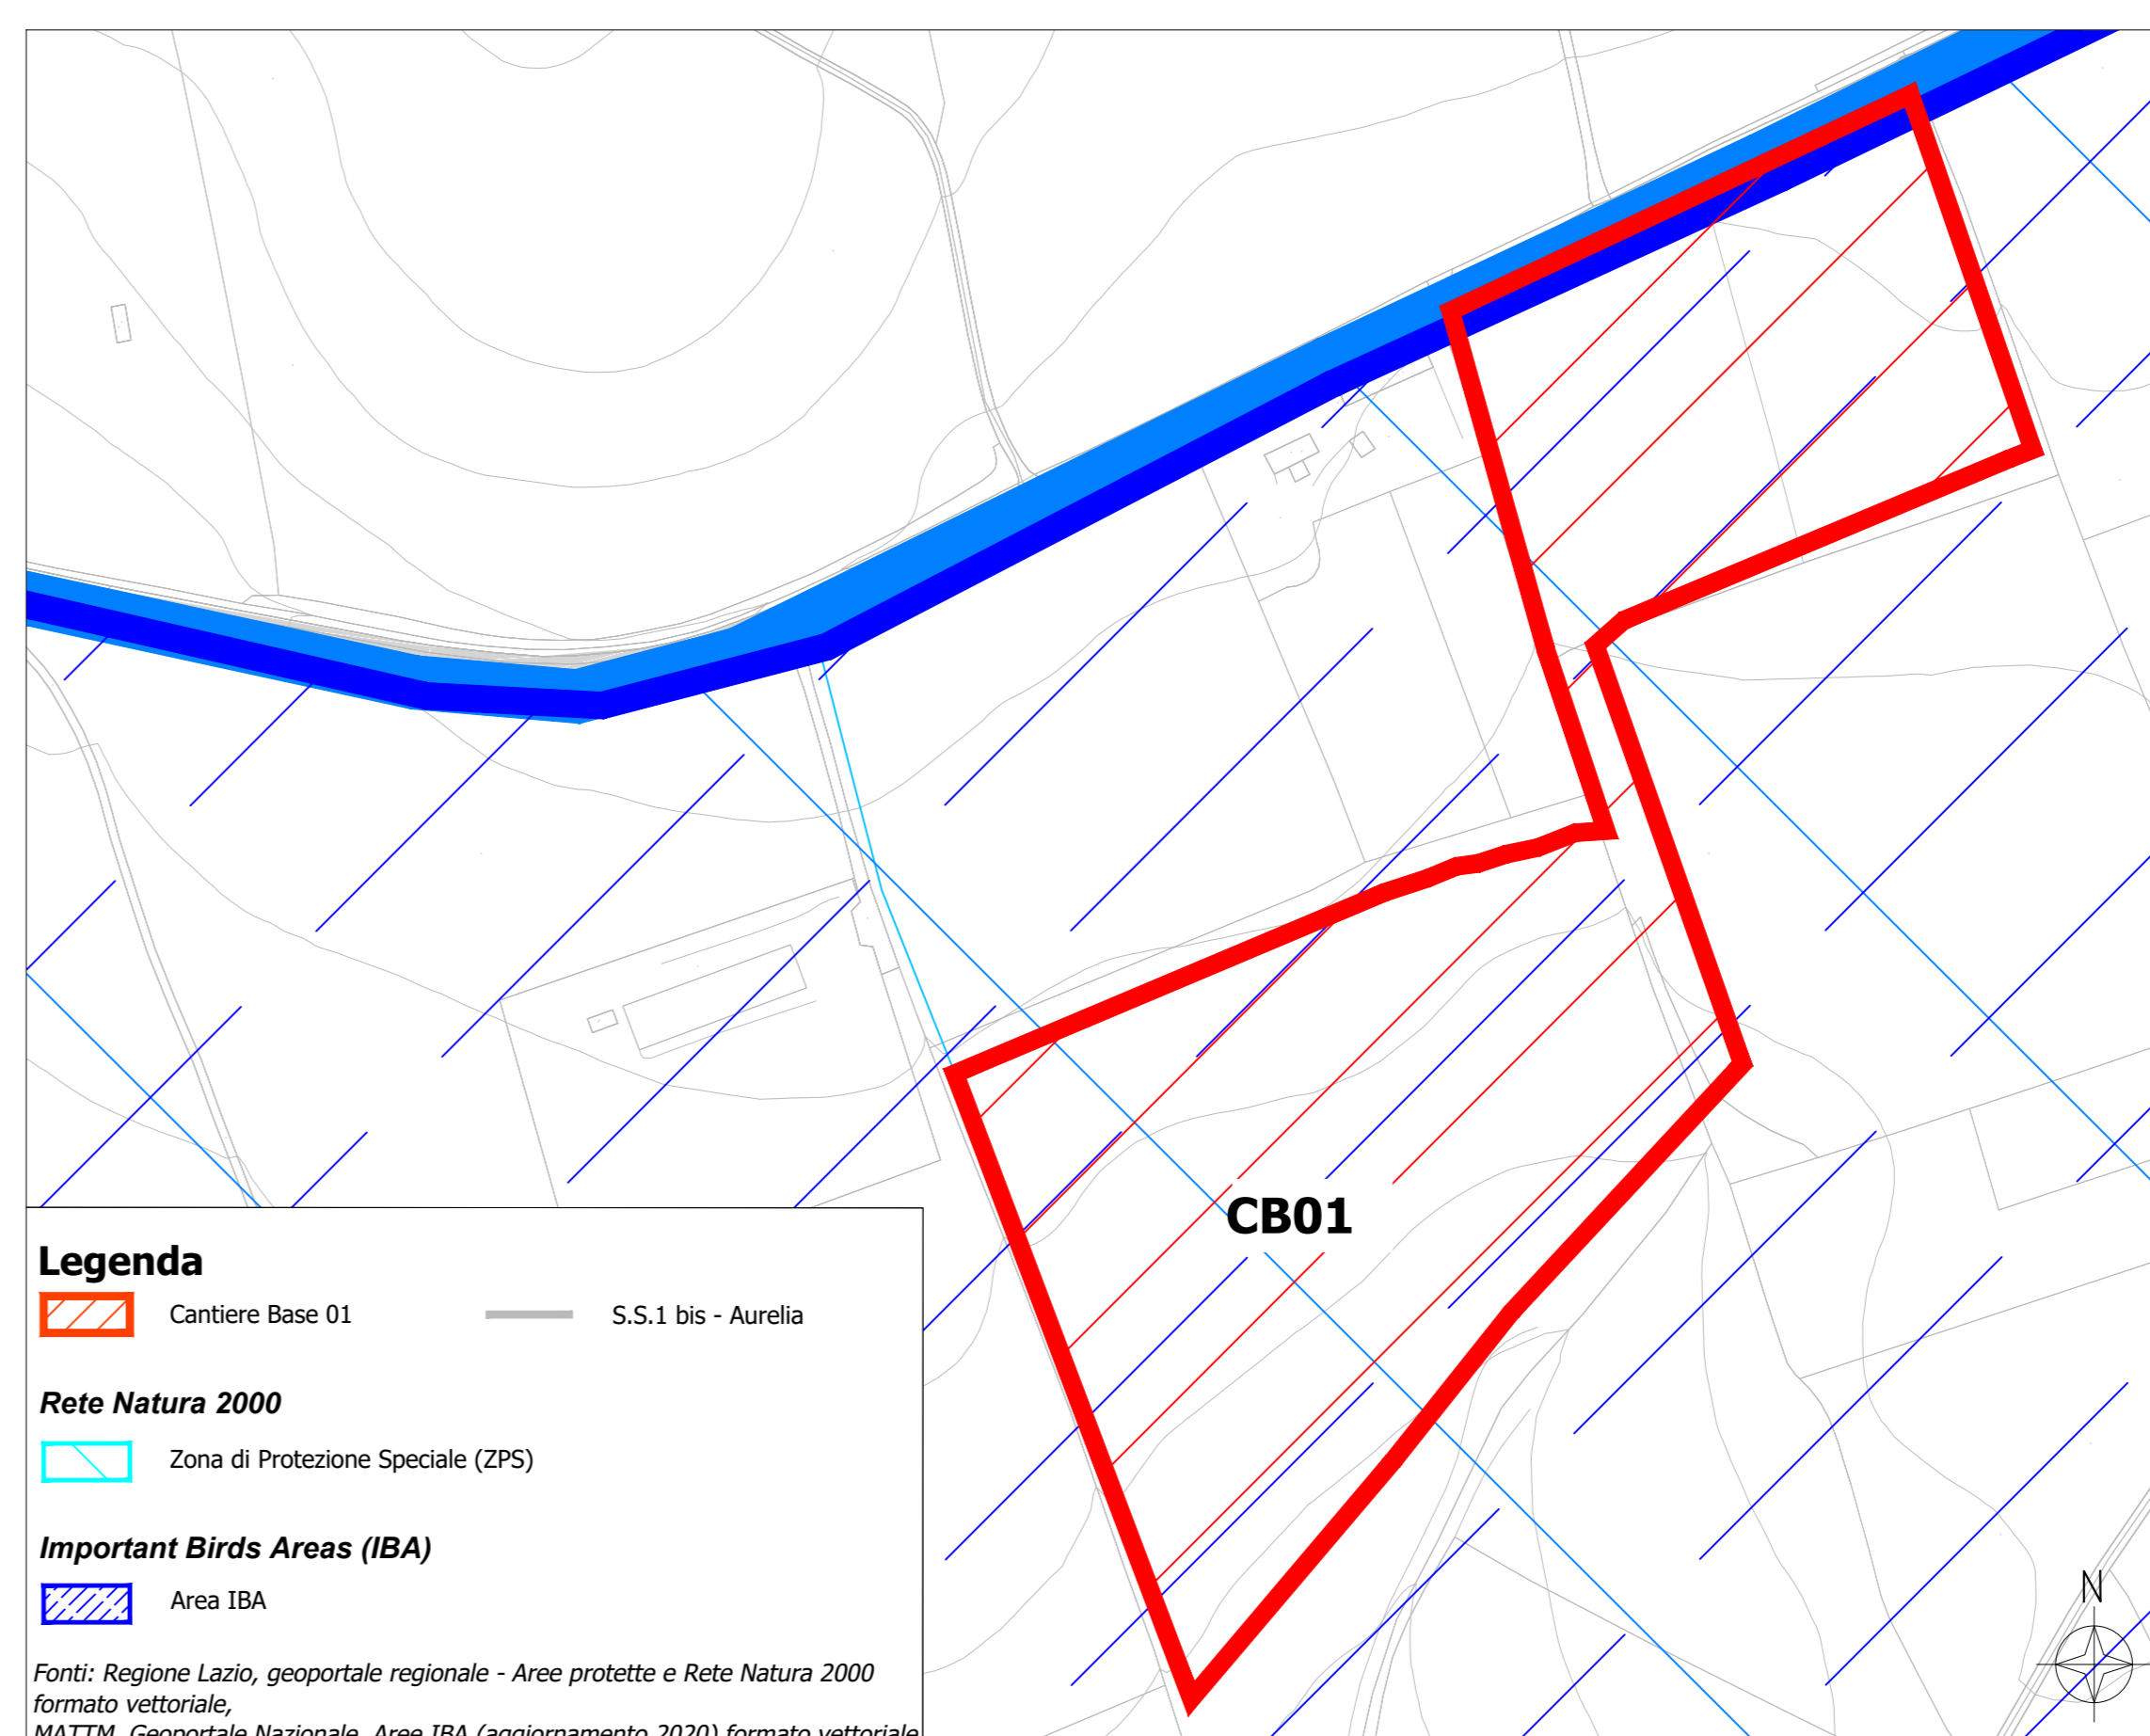 CB01
Legenda
Cantiere Base 01
S.S.1 bis - Aurelia
Rete Natura 2000
Zona di Protezione Speciale (ZPS)
Important Birds Areas (IBA)
Area IBA
Fonti: Regione Lazio, geoportale regionale - Aree protette e Rete Natura 2000
formato vettoriale,
MATTM, Geoportale Nazionale, Aree IBA (aggiornamento 2020) formato vettoriale
N